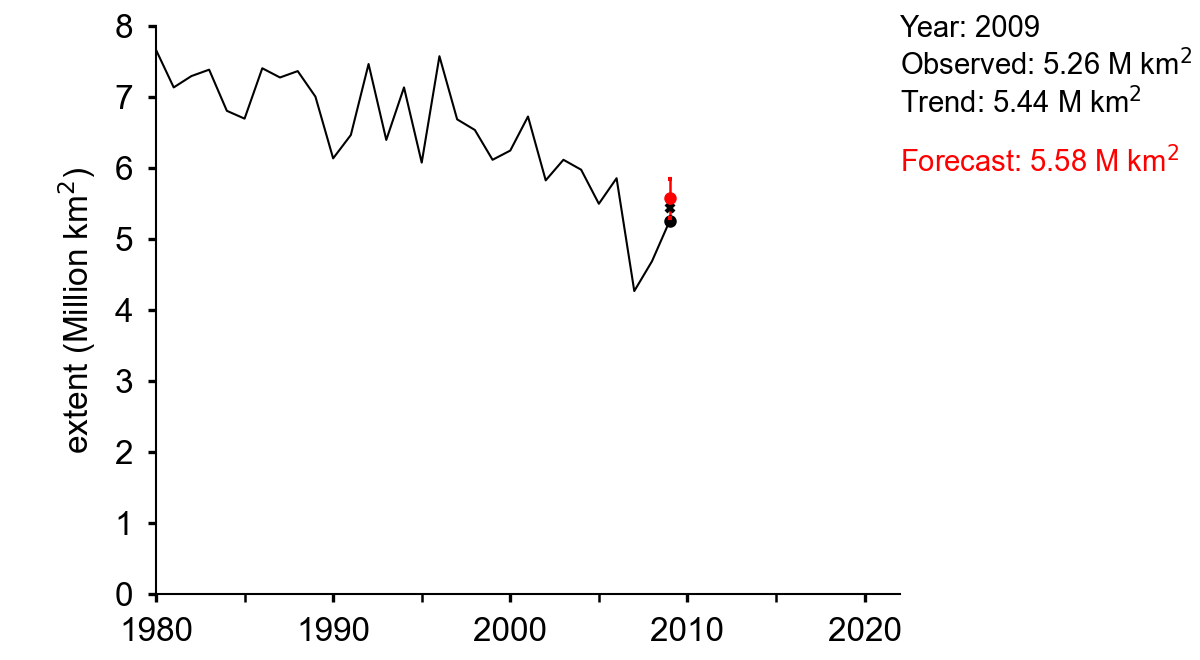 Year: 2009
Observed: 5.26 M km²
Trend: 5.44 M km²
Forecast: 5.58 M km²
extent (Million km²)
8
7
6
5
4
3
2
1
0
1980 1990 2000 2010 2020